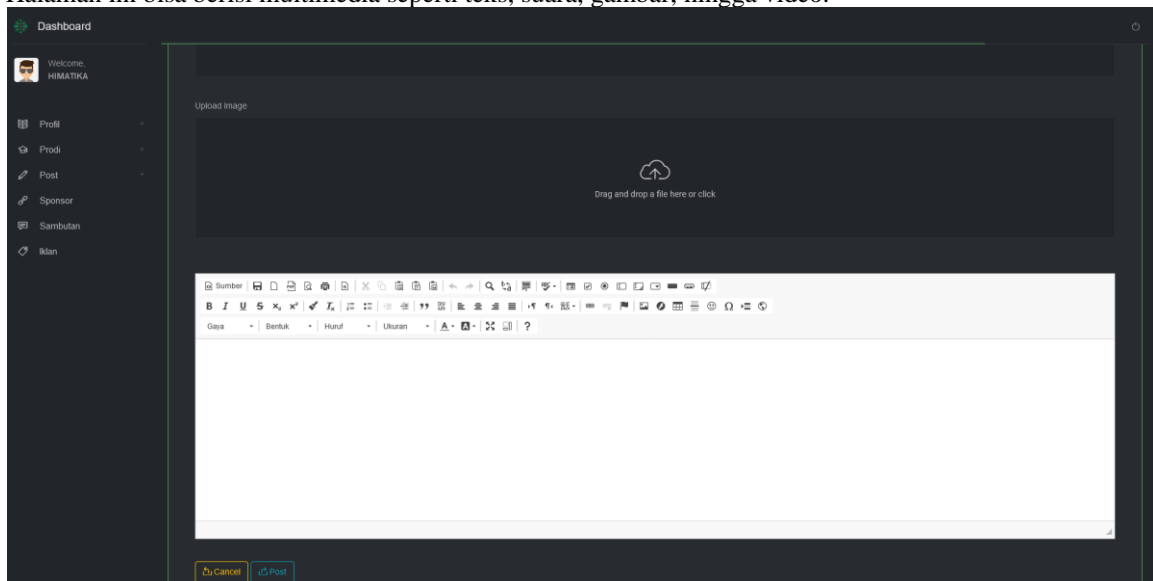 Halaman ini bisa berisi multimedia seperti teks, suara, gambar, hingga video.
Dashboard
Welcome,
HIMATIKA
Profil
Prodi
Post
Sponsor
Sambutan
Iklan
Upload Image
Drag and drop a file here or click
Sumber
Gaya Bentuk Huruf Ukuran
Cancel Post